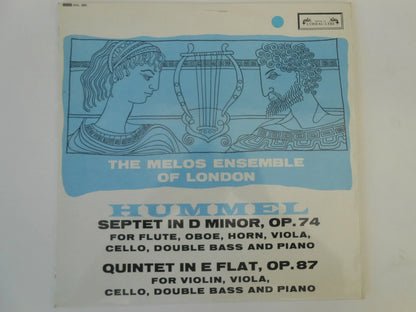 THE MELOS ENSEMBLE
OF LONDON
HUMMEL
SEPTET IN D MINOR, OP.74
FOR FLUTE, OBOE, HORN, VIOLA,
CELLO, DOUBLE BASS AND PIANO
QUINTET IN E FLAT, OP.87
FOR VIOLIN, VIOLA,
CELLO, DOUBLE BASS AND PIANO